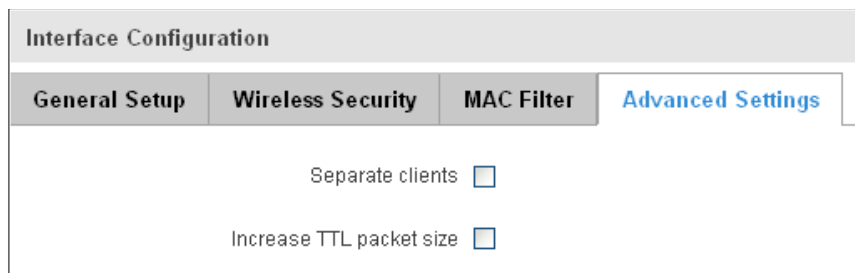 Interface Configuration
General Setup Wireless Security MAC Filter Advanced Settings
Separate clients
Increase TTL packet size